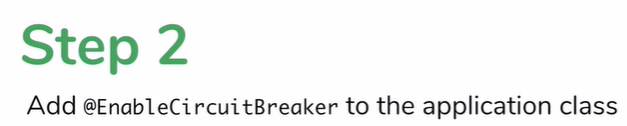 Step 2
Add @EnableCircuitBreaker to the application class